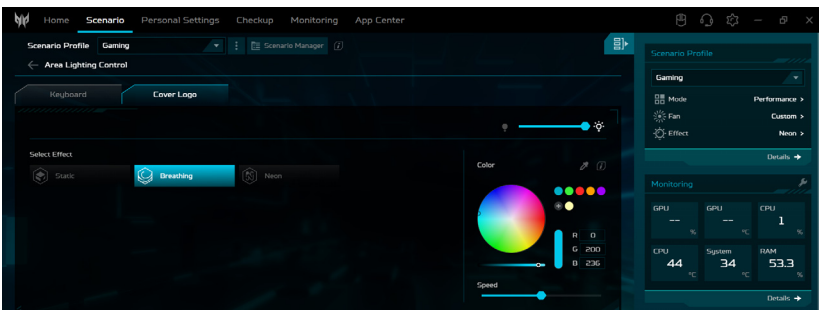 Home Scenario Personal Settings Checkup Monitoring App Center
Scenario Profile Gaming Scenario Manager
Area Lighting Control
Keyboard Cover Logo
Select Effect
Static Breathing Neon
Color
R 0
G 200
B 236
Speed
Scenario Profile
Gaming
Mode Performance >
Fan Custom >
Effect Neon >
Details →
Monitoring
GPU GPU CPU
-- -- 1
% °C %
CPU System RAM
44 34 53.3
°C °C %
Details →